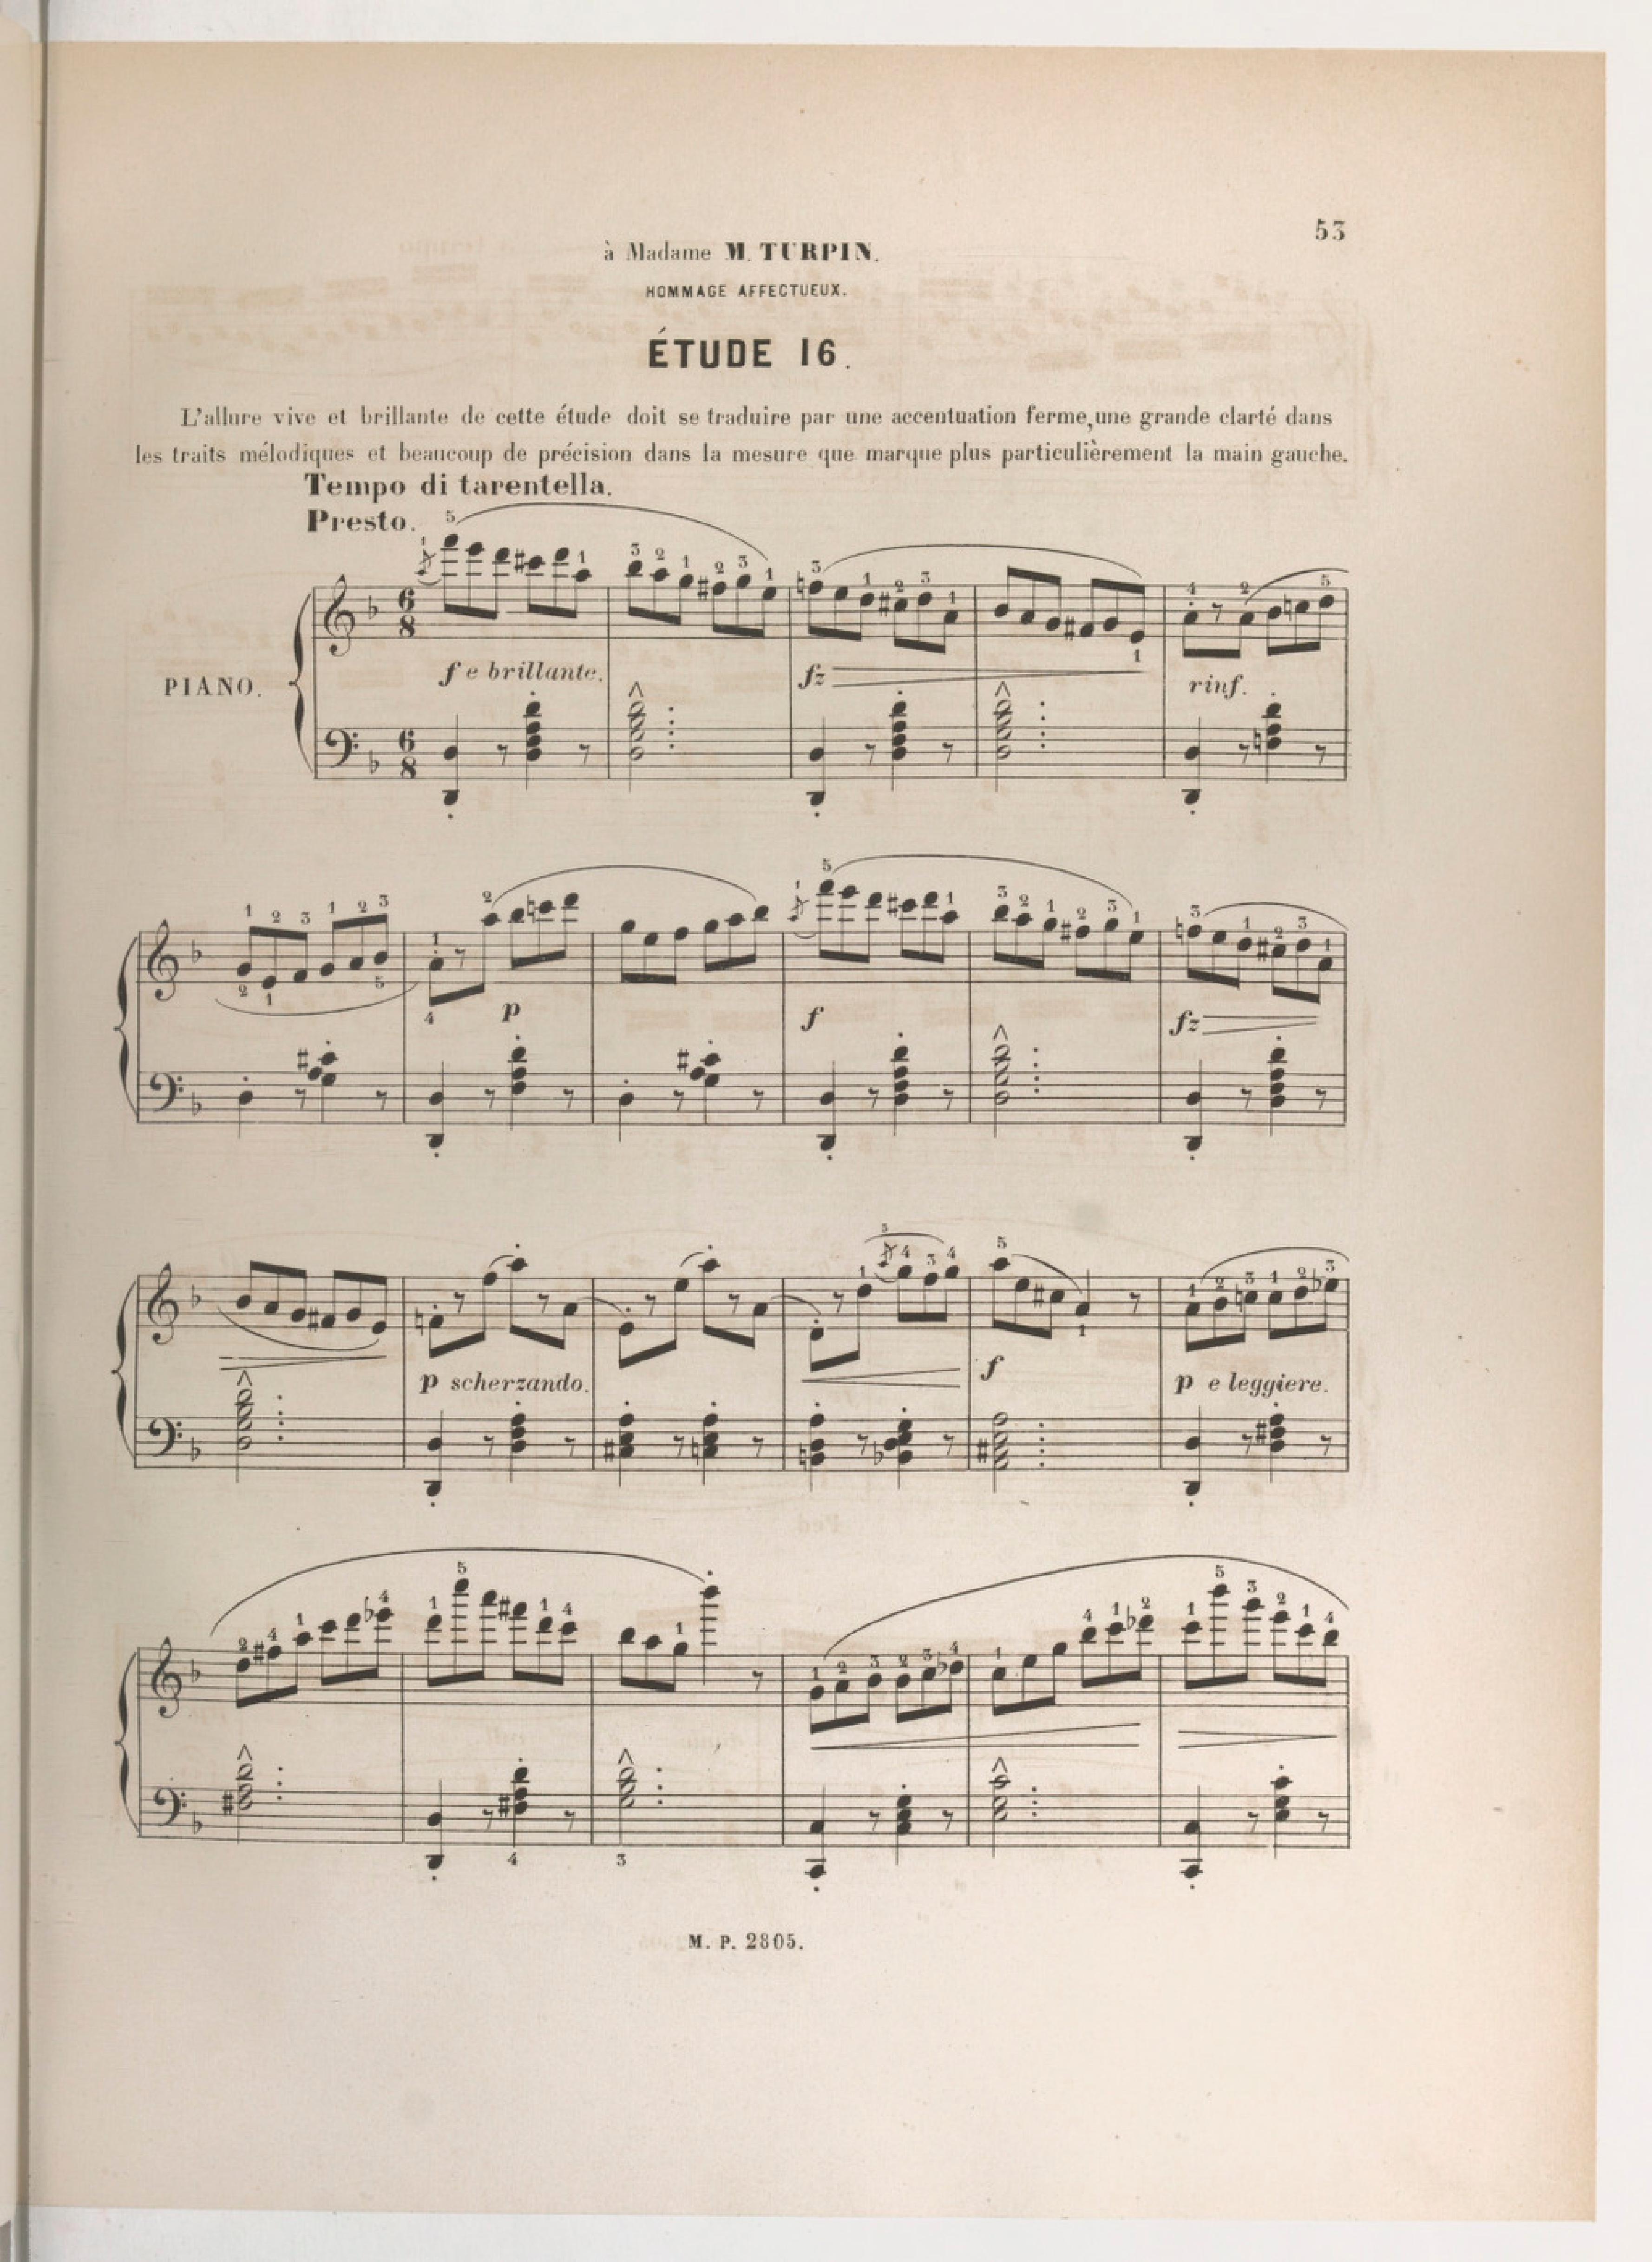 53
à Madame M. TURPIN.
HOMMAGE AFFECTUEUX.
ÉTUDE 16.
L'allure vive et brillante de cette étude doit se traduire par une accentuation ferme, une grande clarté dans
les traits mélodiques et beaucoup de précision dans la mesure que marque plus particulièrement la main gauche.
Tempo di tarentella.
Presto.
PIANO.
f e brillante.
fz
rinf.
p
f
fz
p scherzando.
f
p e leggiere.
M. P. 2805.